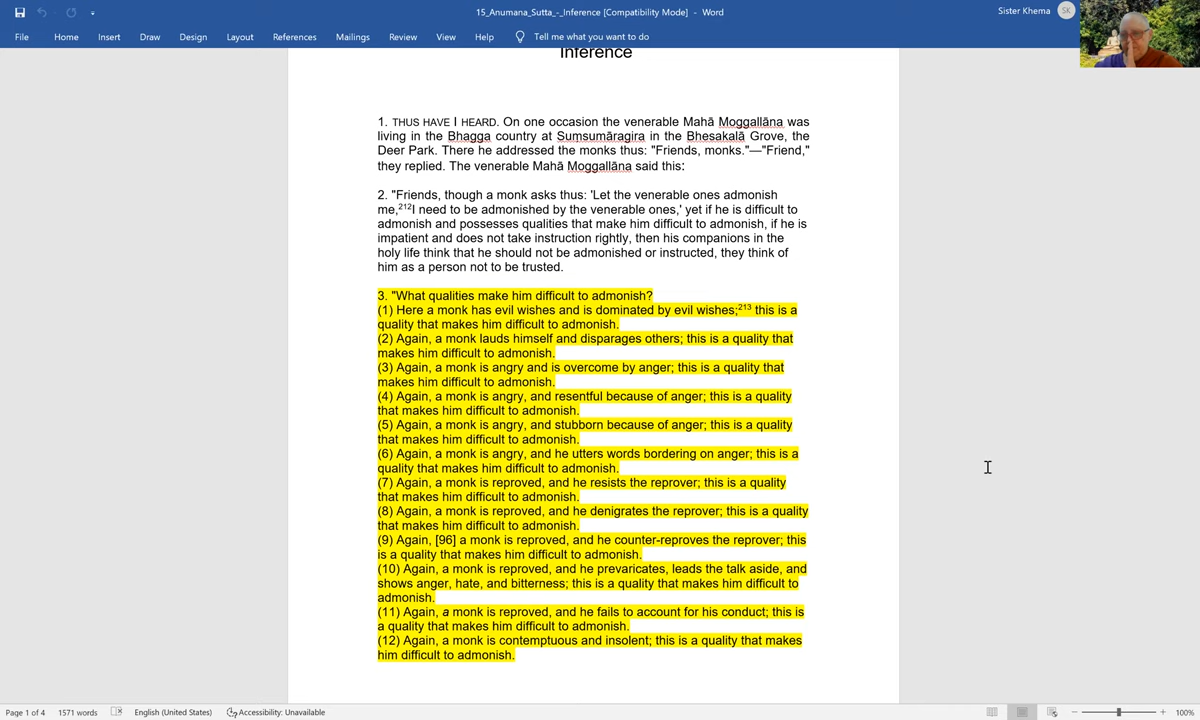 15_Anumana_Sutta_-_Inference [Compatibility Mode] - Word
Sister Khema
SK
File Home Insert Draw Design Layout References Mailings Review View Help Tell me what you want to do
Inference
1. THUS HAVE I HEARD. On one occasion the venerable Mahā Moggallāna was
living in the Bhagga country at Suṃsumāragira in the Bhesakalā Grove, the
Deer Park. There he addressed the monks thus: "Friends, monks."—"Friend,"
they replied. The venerable Mahā Moggallāna said this:
2. "Friends, though a monk asks thus: 'Let the venerable ones admonish
me,212I need to be admonished by the venerable ones,' yet if he is difficult to
admonish and possesses qualities that make him difficult to admonish, if he is
impatient and does not take instruction rightly, then his companions in the
holy life think that he should not be admonished or instructed, they think of
him as a person not to be trusted.
3. "What qualities make him difficult to admonish?
(1) Here a monk has evil wishes and is dominated by evil wishes;213 this is a
quality that makes him difficult to admonish.
(2) Again, a monk lauds himself and disparages others; this is a quality that
makes him difficult to admonish.
(3) Again, a monk is angry and is overcome by anger; this is a quality that
makes him difficult to admonish.
(4) Again, a monk is angry, and resentful because of anger; this is a quality
that makes him difficult to admonish.
(5) Again, a monk is angry, and stubborn because of anger; this is a quality
that makes him difficult to admonish.
(6) Again, a monk is angry, and he utters words bordering on anger; this is a
quality that makes him difficult to admonish.
(7) Again, a monk is reproved, and he resists the reprover; this is a quality
that makes him difficult to admonish.
(8) Again, a monk is reproved, and he denigrates the reprover; this is a quality
that makes him difficult to admonish.
(9) Again, [96] a monk is reproved, and he counter-reproves the reprover; this
is a quality that makes him difficult to admonish.
(10) Again, a monk is reproved, and he prevaricates, leads the talk aside, and
shows anger, hate, and bitterness; this is a quality that makes him difficult to
admonish.
(11) Again, a monk is reproved, and he fails to account for his conduct; this is
a quality that makes him difficult to admonish.
(12) Again, a monk is contemptuous and insolent; this is a quality that makes
him difficult to admonish.
Page 1 of 4 1571 words English (United States) Accessibility: Unavailable 100%